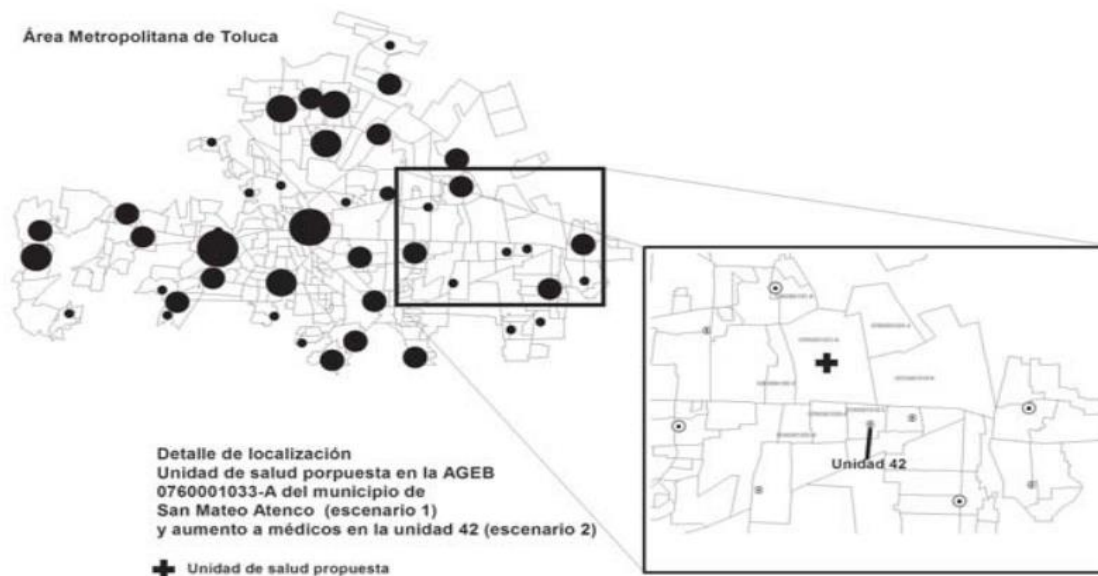 Área Metropolitana de Toluca
Unidad 42
Detalle de localización
Unidad de salud porpuesta en la AGEB
0760001033-A del municipio de
San Mateo Atenco (escenario 1)
y aumento a médicos en la unidad 42 (escenario 2)
Unidad de salud propuesta